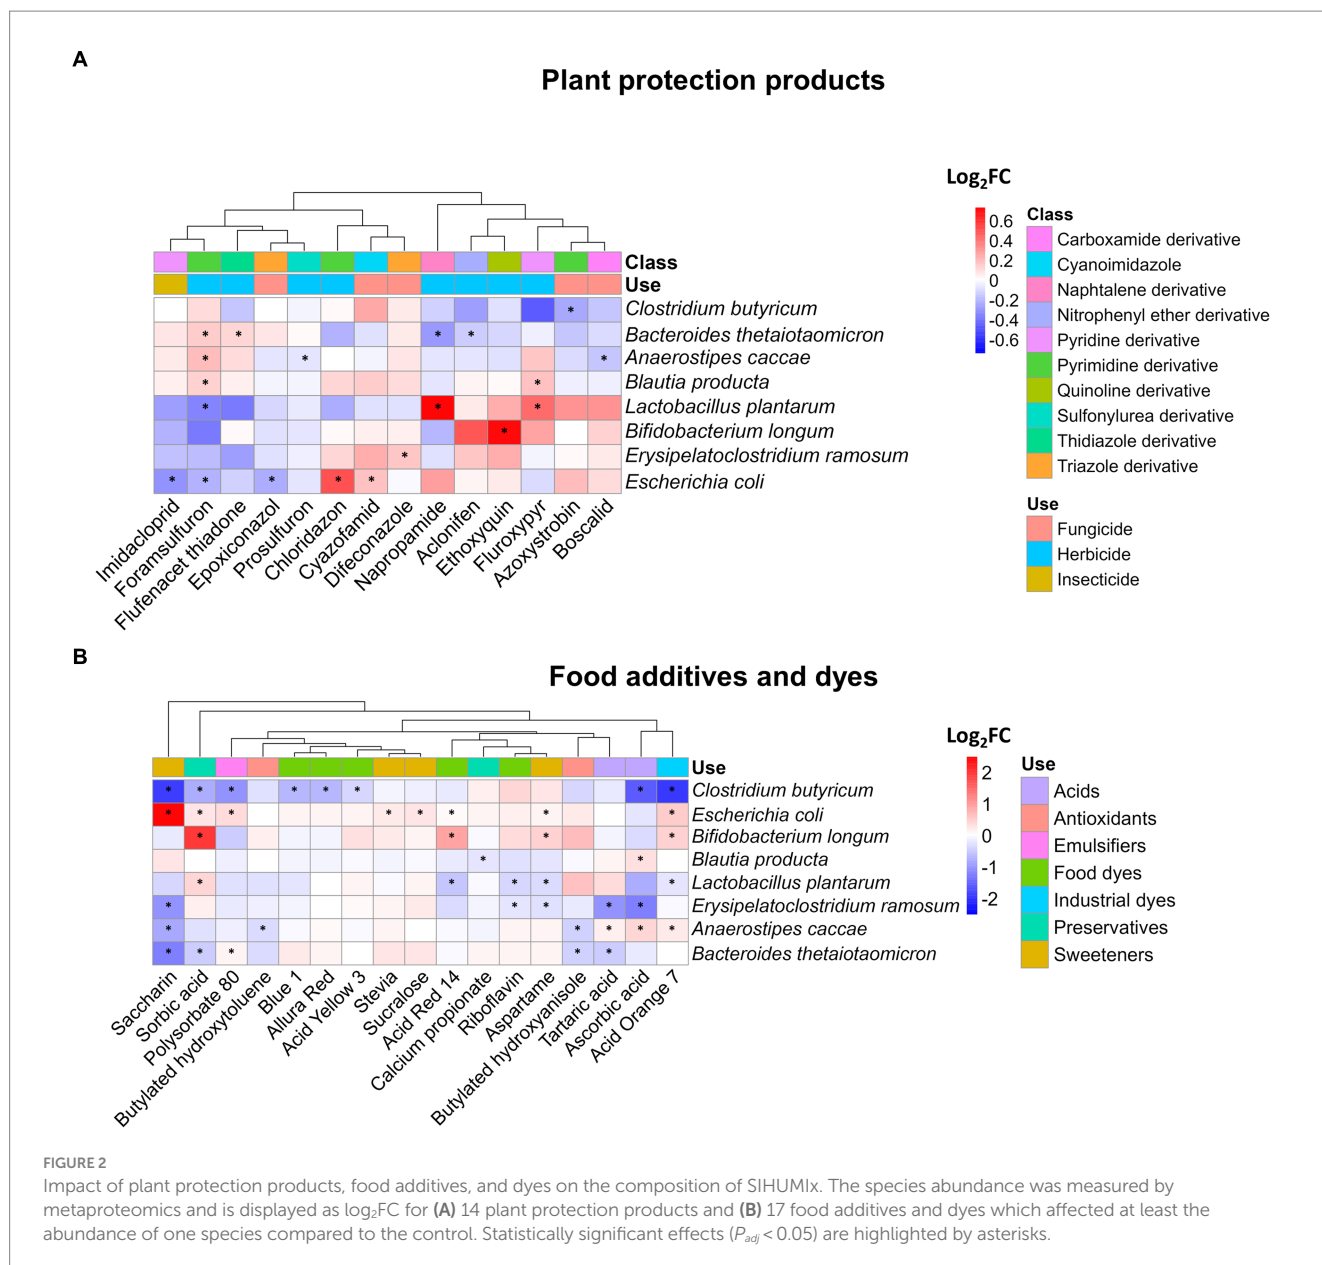 A
Plant protection products
Log2FC
0.6
0.4
0.2
0
-0.2
-0.4
-0.6
Class
Carboxamide derivative
Cyanoimidazole
Naphtalene derivative
Nitrophenyl ether derivative
Pyridine derivative
Pyrimidine derivative
Quinoline derivative
Sulfonylurea derivative
Thidiazole derivative
Triazole derivative
Use
Fungicide
Herbicide
Insecticide
Class
Use
Clostridium butyricum
Bacteroides thetaiotaomicron
Anaerostipes caccae
Blautia producta
Lactobacillus plantarum
Bifidobacterium longum
Erysipelatoclostridium ramosum
Escherichia coli
Imidacloprid
Foramsulfuron
Flufenacet thiadone
Epoxiconazol
Prosulfuron
Chloridazon
Cyazofamid
Difeconazole
Napropamide
Aclonifen
Ethoxyquin
Fluroxypyr
Azoxystrobin
Boscalid
B
Food additives and dyes
Log2FC
2
1
0
-1
-2
Use
Acids
Antioxidants
Emulsifiers
Food dyes
Industrial dyes
Preservatives
Sweeteners
Use
Clostridium butyricum
Escherichia coli
Bifidobacterium longum
Blautia producta
Lactobacillus plantarum
Erysipelatoclostridium ramosum
Anaerostipes caccae
Bacteroides thetaiotaomicron
Saccharin
Sorbic acid
Polysorbate 80
Butylated hydroxytoluene
Blue 1
Allura Red
Acid Yellow 3
Stevia
Sucralose
Acid Red 14
Calcium propionate
Riboflavin
Aspartame
Butylated hydroxyanisole
Tartaric acid
Ascorbic acid
Acid Orange 7
FIGURE 2
Impact of plant protection products, food additives, and dyes on the composition of SIHUMIx. The species abundance was measured by
metaproteomics and is displayed as log2FC for (A) 14 plant protection products and (B) 17 food additives and dyes which affected at least the
abundance of one species compared to the control. Statistically significant effects (Padj < 0.05) are highlighted by asterisks.